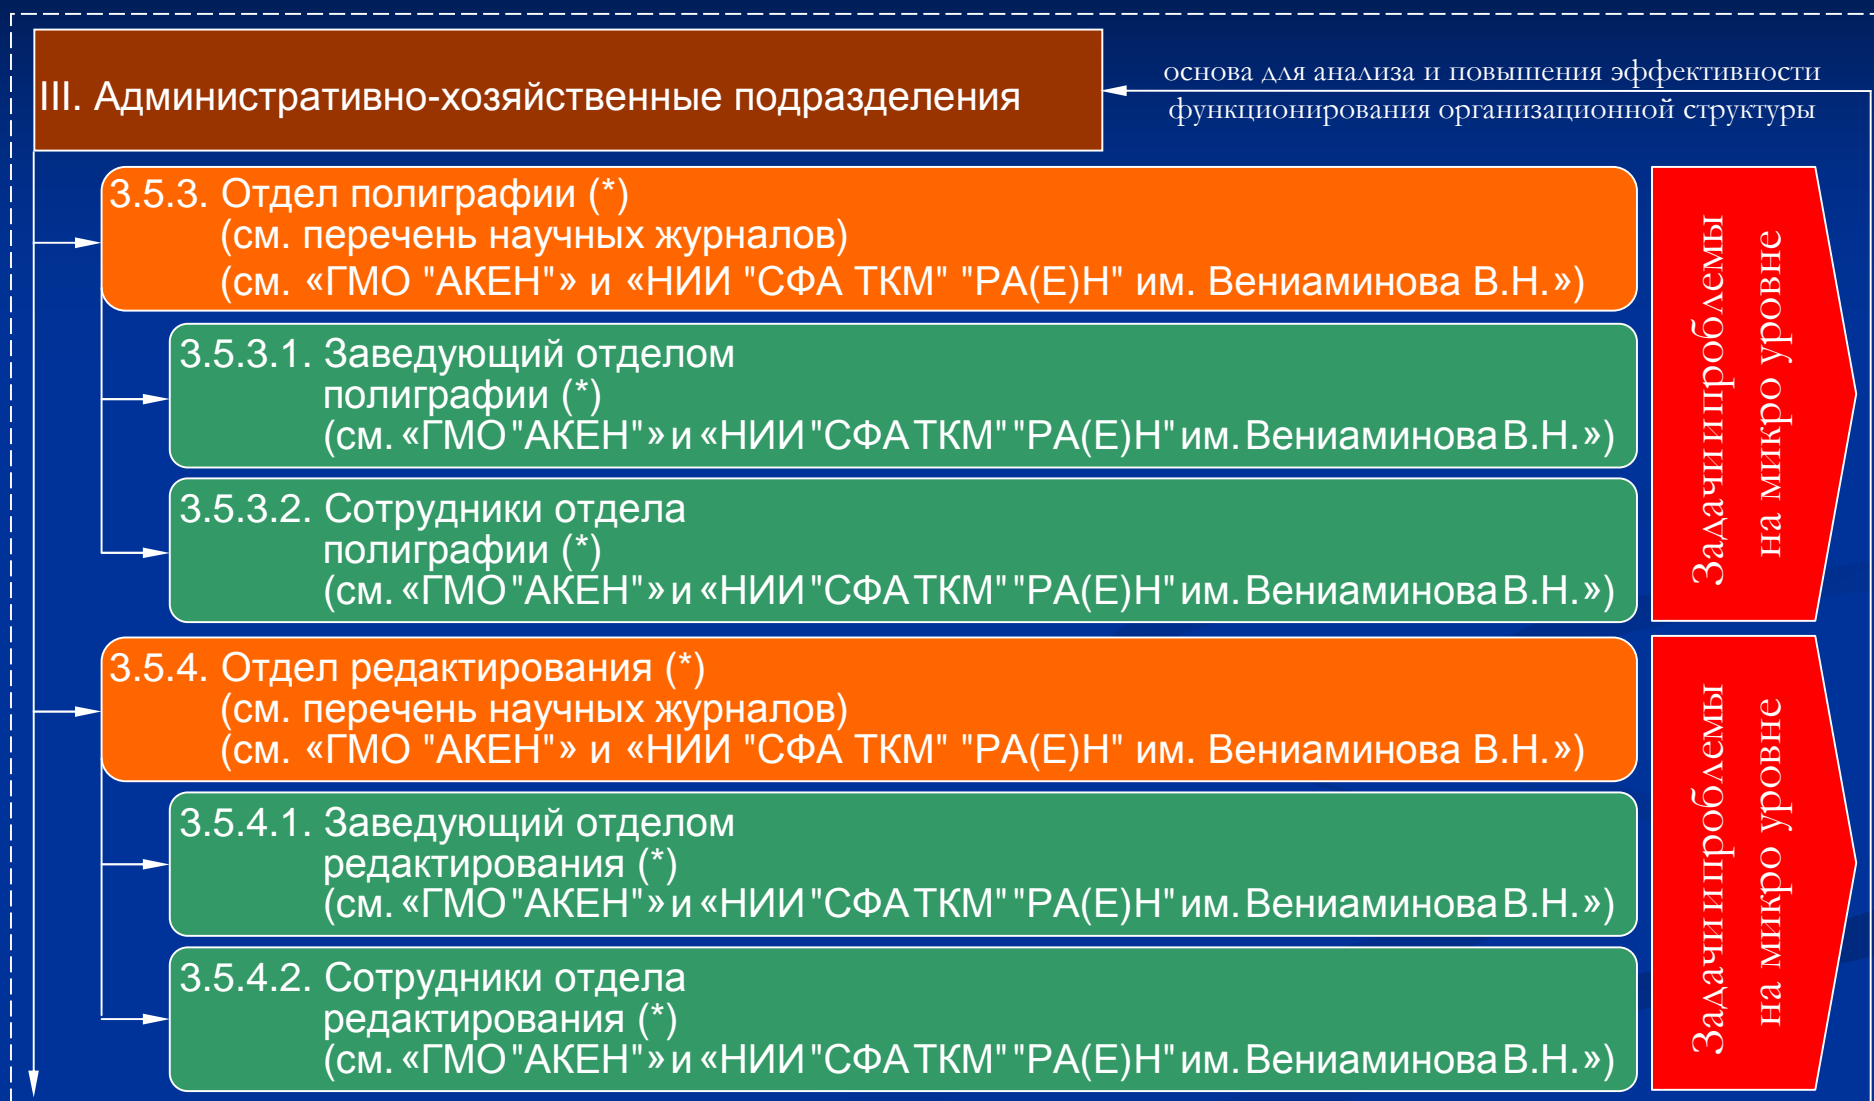 III. Административно-хозяйственные подразделения
основа для анализа и повышения эффективности
функционирования организационной структуры
3.5.3. Отдел полиграфии (*)
(см. перечень научных журналов)
(см. «ГМО "АКЕН"» и «НИИ "СФА ТКМ" "РА(Е)Н" им. Вениаминова В.Н.»)
3.5.3.1. Заведующий отделом
полиграфии (*)
(см. «ГМО "АКЕН"» и «НИИ "СФА ТКМ" "РА(Е)Н" им. Вениаминова В.Н.»)
3.5.3.2. Сотрудники отдела
полиграфии (*)
(см. «ГМО "АКЕН"» и «НИИ "СФА ТКМ" "РА(Е)Н" им. Вениаминова В.Н.»)
Задачи и проблемы
на микро уровне
3.5.4. Отдел редактирования (*)
(см. перечень научных журналов)
(см. «ГМО "АКЕН"» и «НИИ "СФА ТКМ" "РА(Е)Н" им. Вениаминова В.Н.»)
3.5.4.1. Заведующий отделом
редактирования (*)
(см. «ГМО "АКЕН"» и «НИИ "СФА ТКМ" "РА(Е)Н" им. Вениаминова В.Н.»)
3.5.4.2. Сотрудники отдела
редактирования (*)
(см. «ГМО "АКЕН"» и «НИИ "СФА ТКМ" "РА(Е)Н" им. Вениаминова В.Н.»)
Задачи и проблемы
на микро уровне